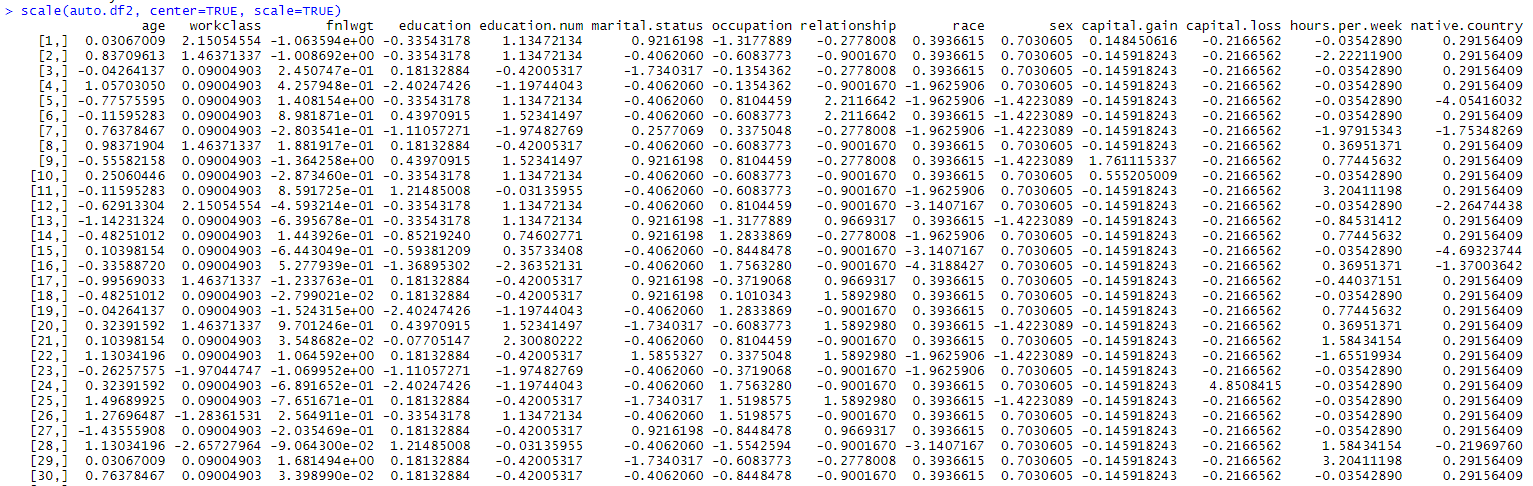 > scale(auto.df2, center=TRUE, scale=TRUE)
age workclass fnlwgt education education.num marital.status occupation relationship race sex capital.gain capital.loss hours.per.week native.country
[1,] 0.03067009 2.15054554 -1.063594e+00 -0.33543178 1.13472134 0.9216198 -1.3177889 -0.2778008 0.3936615 0.7030605 0.148450616 -0.2166562 -0.03542890 0.29156409
[2,] 0.83709613 1.46371337 -1.008692e+00 -0.33543178 1.13472134 -0.4062060 -0.6083773 -0.9001670 0.3936615 0.7030605 -0.145918243 -0.2166562 -2.22211900 0.29156409
[3,] -0.04264137 0.09004903 2.450747e-01 0.18132884 -0.42005317 -1.7340317 -0.1354362 -0.2778008 0.3936615 0.7030605 -0.145918243 -0.2166562 -0.03542890 0.29156409
[4,] 1.05703050 0.09004903 4.257948e-01 -2.40247426 -1.19744043 -0.4062060 -0.1354362 -0.9001670 -1.9625906 0.7030605 -0.145918243 -0.2166562 -0.03542890 0.29156409
[5,] -0.77575595 0.09004903 1.408154e+00 -0.33543178 1.13472134 -0.4062060 0.8104459 2.2116642 -1.9625906 -1.4223089 -0.145918243 -0.2166562 -0.03542890 -4.05416032
[6,] -0.11595283 0.09004903 8.981871e-01 0.43970915 1.52341497 -0.4062060 -0.6083773 2.2116642 0.3936615 -1.4223089 -0.145918243 -0.2166562 -0.03542890 0.29156409
[7,] 0.76378467 0.09004903 -2.803541e-01 -1.11057271 -1.97482769 0.2577069 0.3375048 -0.2778008 -1.9625906 -1.4223089 -0.145918243 -0.2166562 -1.97915343 -1.75348269
[8,] 0.98371904 1.46371337 1.881917e-01 0.18132884 -0.42005317 -0.4062060 -0.6083773 -0.9001670 0.3936615 0.7030605 -0.145918243 -0.2166562 0.36951371 0.29156409
[9,] -0.55582158 0.09004903 -1.364258e+00 0.43970915 1.52341497 0.9216198 0.8104459 -0.2778008 0.3936615 -1.4223089 1.761115337 -0.2166562 0.77445632 0.29156409
[10,] 0.25060446 0.09004903 -2.873460e-01 -0.33543178 1.13472134 -0.4062060 -0.6083773 -0.9001670 0.3936615 0.7030605 0.555205009 -0.2166562 -0.03542890 0.29156409
[11,] -0.11595283 0.09004903 8.591725e-01 1.21485008 -0.03135955 -0.4062060 -0.6083773 -0.9001670 -1.9625906 0.7030605 -0.145918243 -0.2166562 3.20411198 0.29156409
[12,] -0.62913304 2.15054554 -4.593214e-01 -0.33543178 1.13472134 -0.4062060 0.8104459 -0.9001670 -3.1407167 0.7030605 -0.145918243 -0.2166562 -0.03542890 -2.26474438
[13,] -1.14231324 0.09004903 -6.395678e-01 -0.33543178 1.13472134 0.9216198 -1.3177889 0.9669317 0.3936615 -1.4223089 -0.145918243 -0.2166562 -0.84531412 0.29156409
[14,] -0.48251012 0.09004903 1.443926e-01 -0.85219240 0.74602771 0.9216198 1.2833869 -0.2778008 -1.9625906 0.7030605 -0.145918243 -0.2166562 0.77445632 0.29156409
[15,] 0.10398154 0.09004903 -6.443049e-01 -0.59381209 0.35733408 -0.4062060 -0.8448478 -0.9001670 -3.1407167 0.7030605 -0.145918243 -0.2166562 -0.03542890 -4.69323744
[16,] -0.33588720 0.09004903 5.277939e-01 -1.36895302 -2.36352131 -0.4062060 1.7563280 -0.9001670 -4.3188427 0.7030605 -0.145918243 -0.2166562 0.36951371 -1.37003642
[17,] -0.99569033 1.46371337 -1.233763e-01 0.18132884 -0.42005317 0.9216198 -0.3719068 0.9669317 0.3936615 0.7030605 -0.145918243 -0.2166562 -0.44037151 0.29156409
[18,] -0.48251012 0.09004903 -2.799021e-02 0.18132884 -0.42005317 0.9216198 0.1010343 1.5892980 0.3936615 0.7030605 -0.145918243 -0.2166562 -0.03542890 0.29156409
[19,] -0.04264137 0.09004903 -1.524315e+00 -2.40247426 -1.19744043 -0.4062060 1.2833869 -0.9001670 0.3936615 0.7030605 -0.145918243 -0.2166562 0.77445632 0.29156409
[20,] 0.32391592 1.46371337 9.701246e-01 0.43970915 1.52341497 -1.7340317 -0.6083773 1.5892980 0.3936615 -1.4223089 -0.145918243 -0.2166562 0.36951371 0.29156409
[21,] 0.10398154 0.09004903 3.548682e-02 -0.07705147 2.30080222 -0.4062060 0.8104459 -0.9001670 0.3936615 0.7030605 -0.145918243 -0.2166562 1.58434154 0.29156409
[22,] 1.13034196 0.09004903 1.064592e+00 0.18132884 -0.42005317 1.5855327 0.3375048 1.5892980 -1.9625906 -1.4223089 -0.145918243 -0.2166562 -1.65519934 0.29156409
[23,] -0.26257575 -1.97044747 -1.069952e+00 -1.11057271 -1.97482769 -0.4062060 -0.3719068 -0.9001670 -1.9625906 0.7030605 -0.145918243 -0.2166562 -0.03542890 0.29156409
[24,] 0.32391592 0.09004903 -6.891652e-01 -2.40247426 -1.19744043 -0.4062060 1.7563280 -0.9001670 0.3936615 0.7030605 -0.145918243 4.8508415 -0.03542890 0.29156409
[25,] 1.49689925 0.09004903 -7.651671e-01 0.18132884 -0.42005317 -1.7340317 1.5198575 1.5892980 0.3936615 -1.4223089 -0.145918243 -0.2166562 -0.03542890 0.29156409
[26,] 1.27696487 -1.28361531 2.564911e-01 -0.33543178 1.13472134 -0.4062060 1.5198575 -0.9001670 0.3936615 0.7030605 -0.145918243 -0.2166562 -0.03542890 0.29156409
[27,] -1.43555908 0.09004903 -2.035469e-01 0.18132884 -0.42005317 0.9216198 -0.8448478 0.9669317 0.3936615 0.7030605 -0.145918243 -0.2166562 -0.03542890 0.29156409
[28,] 1.13034196 -2.65727964 -9.064300e-02 1.21485008 -0.03135955 -0.4062060 -1.5542594 -0.9001670 -3.1407167 0.7030605 -0.145918243 -0.2166562 1.58434154 -0.21969760
[29,] 0.03067009 0.09004903 1.681494e+00 0.18132884 -0.42005317 -1.7340317 -0.6083773 -0.2778008 0.3936615 0.7030605 -0.145918243 -0.2166562 3.20411198 0.29156409
[30,] 0.76378467 0.09004903 3.398990e-02 0.18132884 -0.42005317 -0.4062060 -0.8448478 -0.9001670 0.3936615 0.7030605 -0.145918243 -0.2166562 -0.03542890 0.29156409